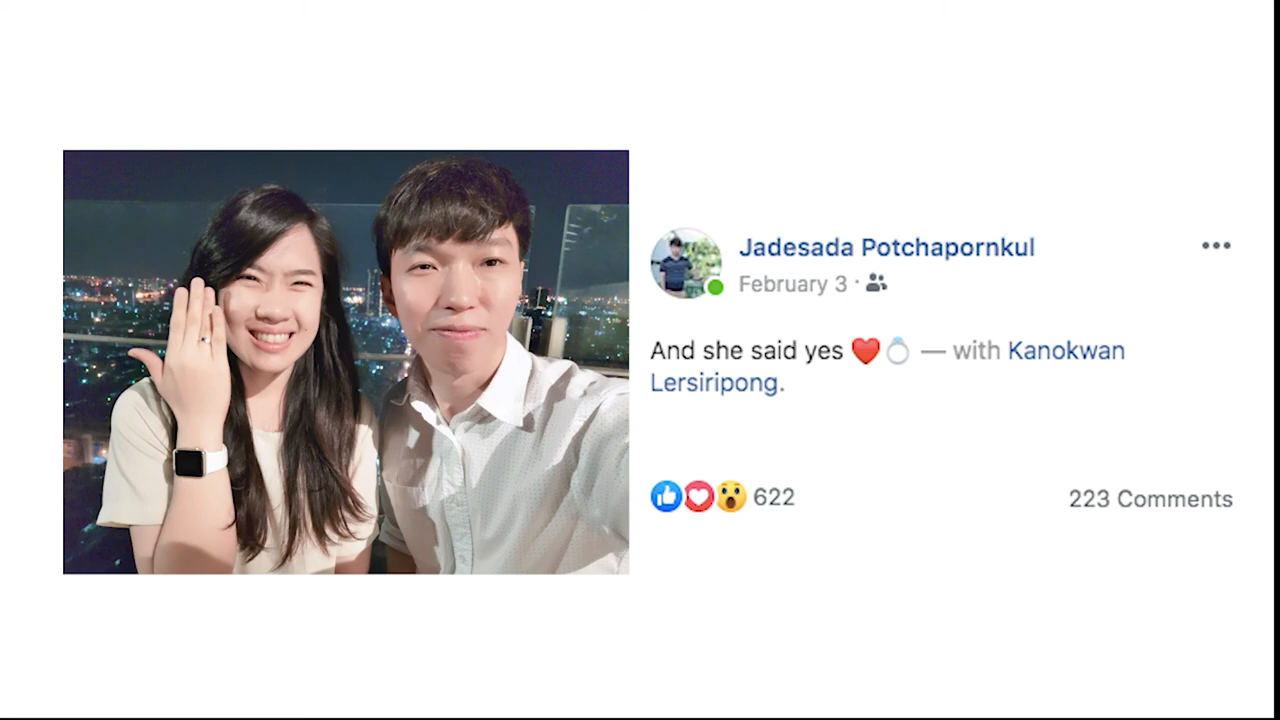 Jadesada Potchapornkul
February 3 ·
And she said yes ❤️💍 — with Kanokwan
Lersiripong.
622
223 Comments